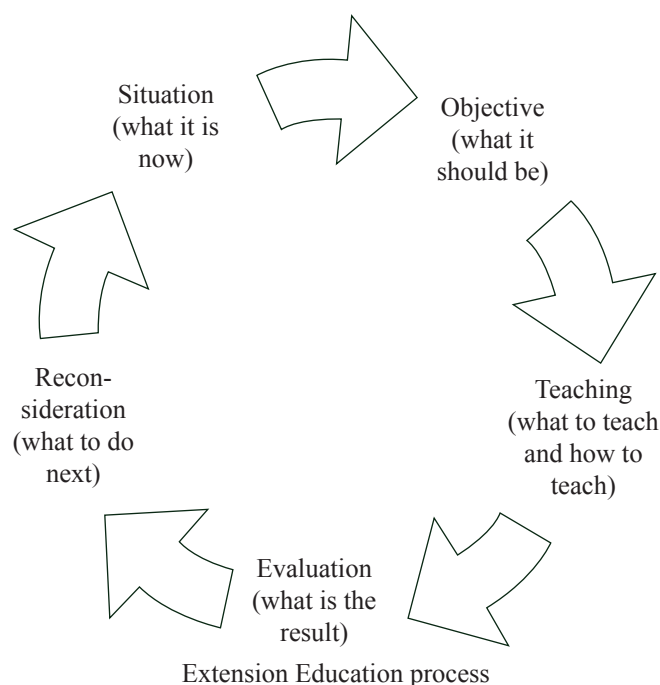 Situation
(what it is
now)
Objective
(what it
should be)
Teaching
(what to teach
and how to
teach)
Evaluation
(what is the
result)
Recon-
sideration
(what to do
next)
Extension Education process